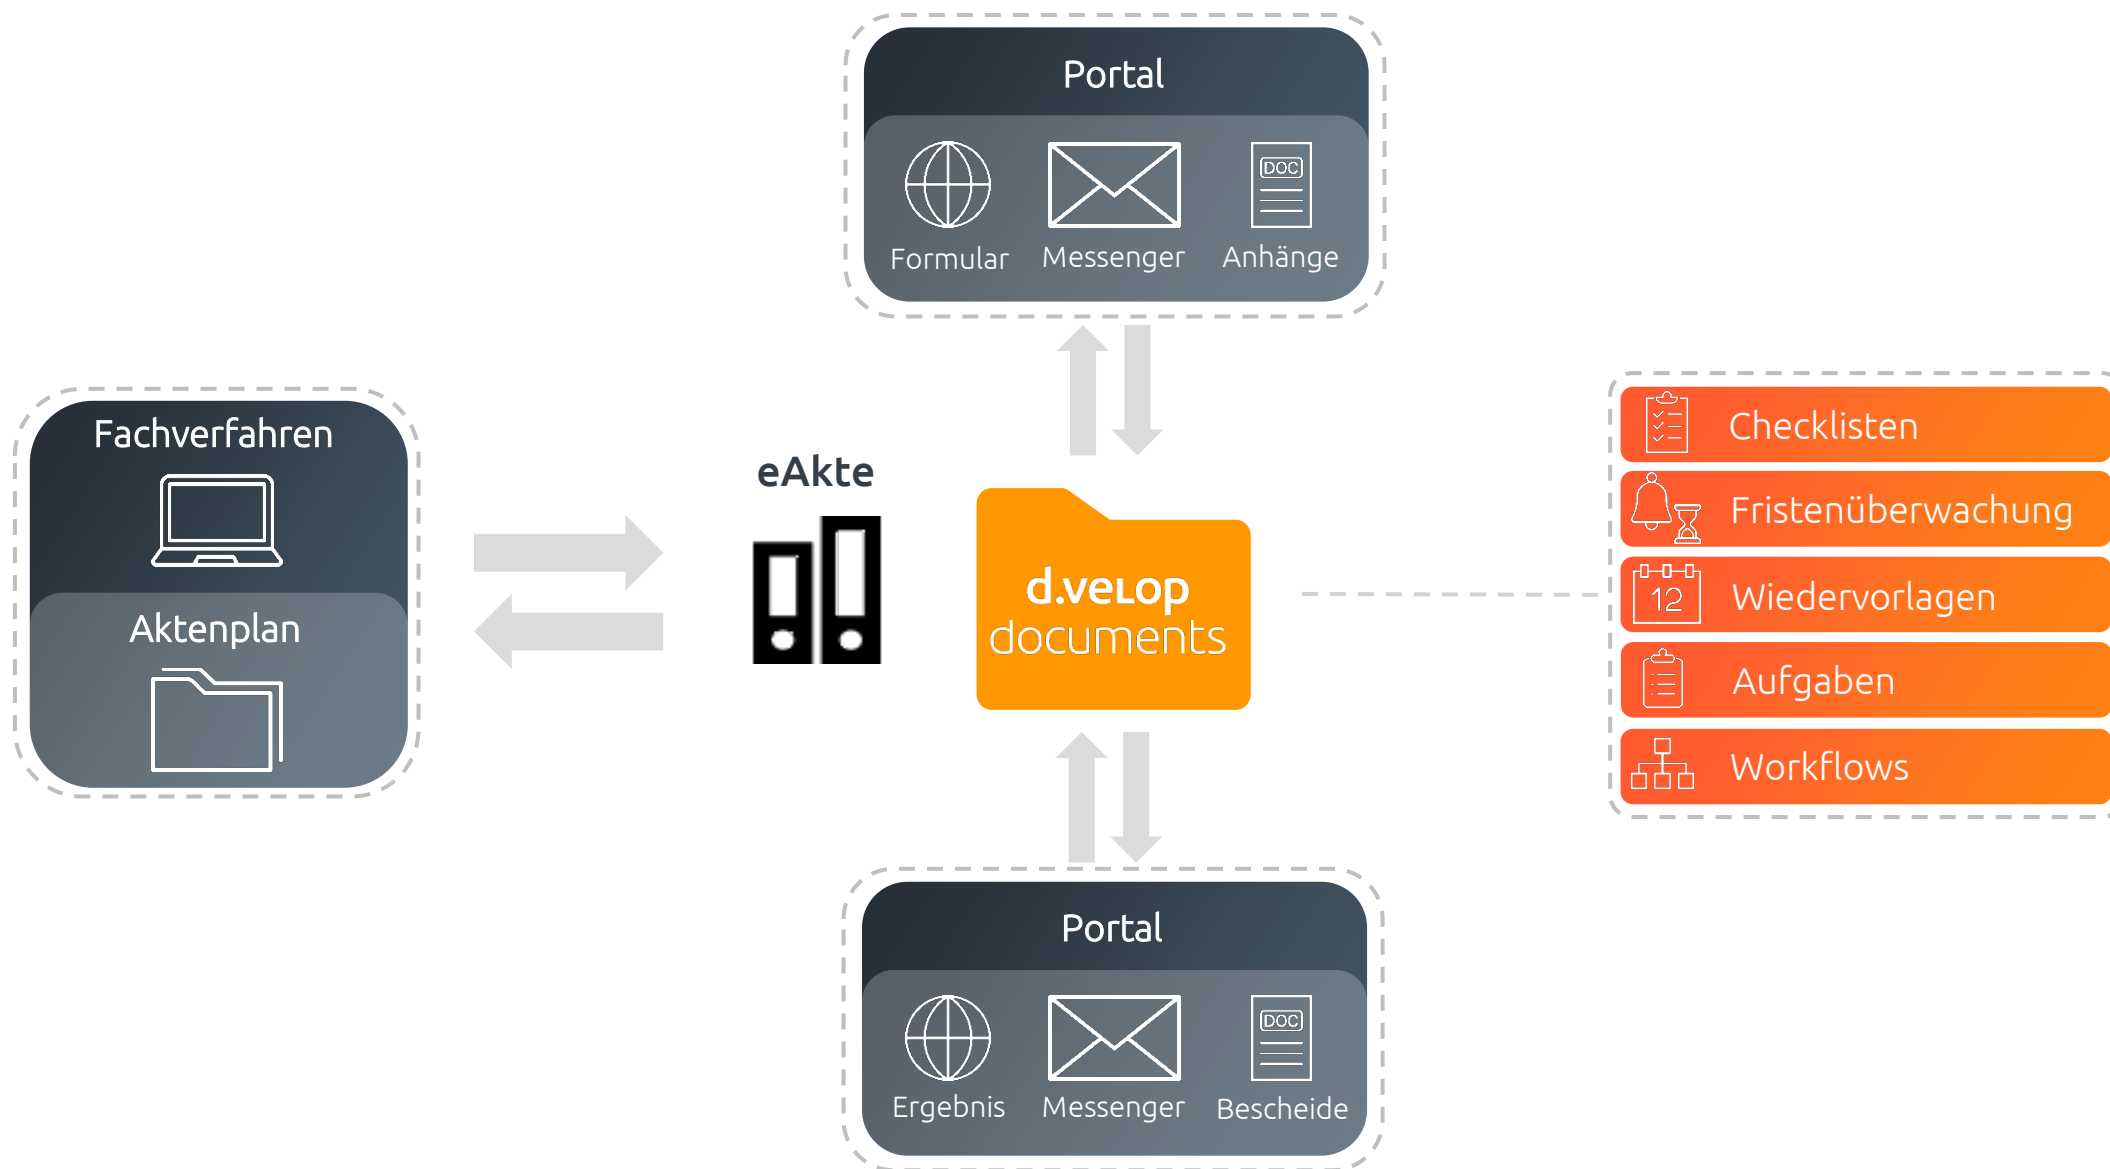 Portal
DOC
Formular
Messenger
Anhänge
Fachverfahren
Aktenplan
eAkte
d.velop
documents
Checklisten
Fristenüberwachung
12
Wiedervorlagen
Aufgaben
Workflows
Portal
DOC
Ergebnis
Messenger
Bescheide